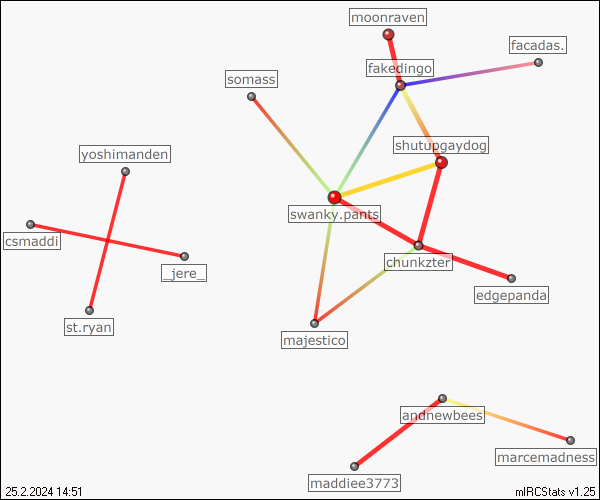 moonraven
facadas.
fakedingo
somass
shutupgaydog
yoshimanden
swanky.pants
csmaddi
chunkzter
_jere_
edgepanda
st.ryan
majestico
andnewbees
marcemadness
maddiee3773
25.2.2024 14:51
mIRCStats v1.25